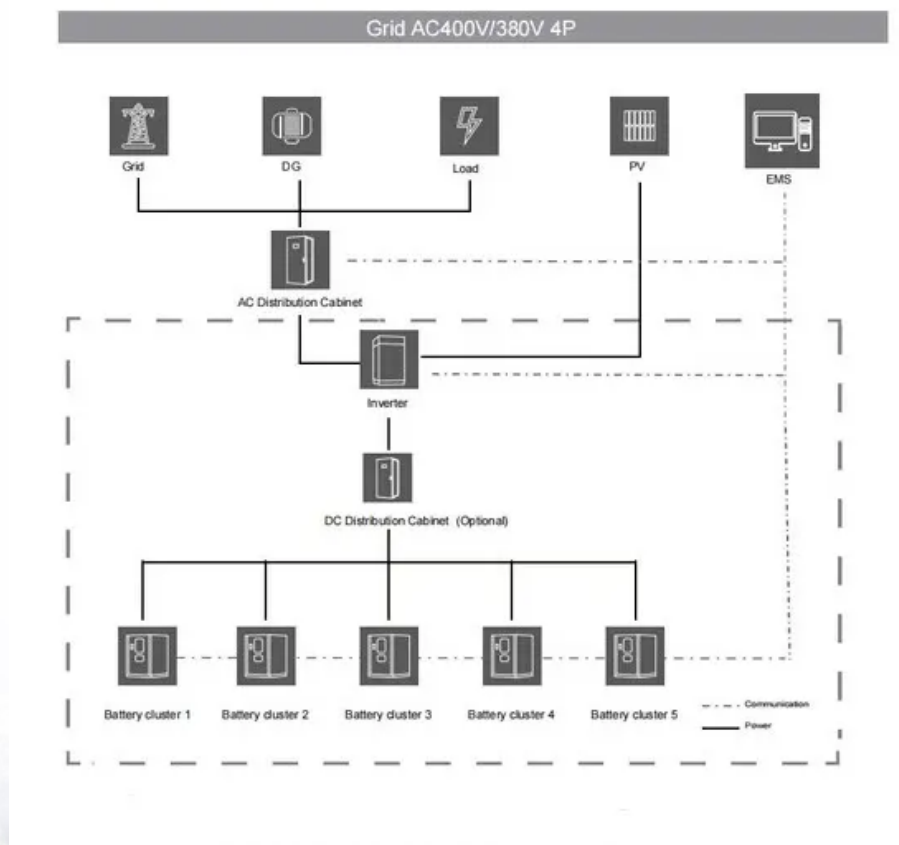 Grid AC400V/380V 4P
Grid
DG
Load
PV
EMS
AC Distribution Cabinet
Inverter
DC Distribution Cabinet (Optional)
Battery cluster 1
Battery cluster 2
Battery cluster 3
Battery cluster 4
Battery cluster 5
Communication
Power